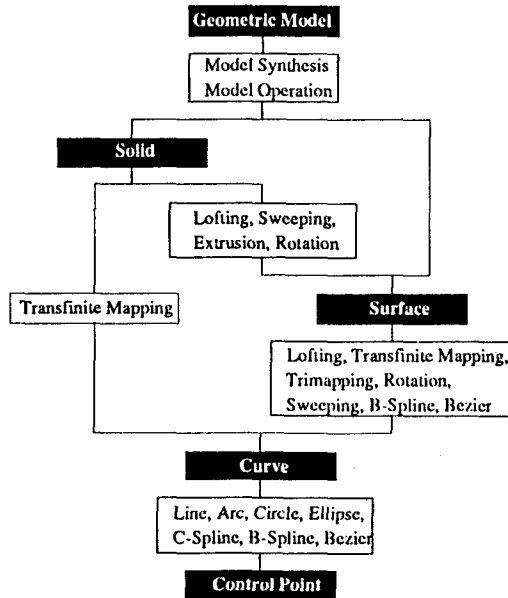 Geometric Model
Model Synthesis
Model Operation
Solid
Lofting, Sweeping,
Extrusion, Rotation
Transfinite Mapping
Surface
Lofting, Transfinite Mapping,
Trimapping, Rotation,
Sweeping, B-Spline, Bezier
Curve
Line, Arc, Circle, Ellipse,
C-Spline, B-Spline, Bezier
Control Point